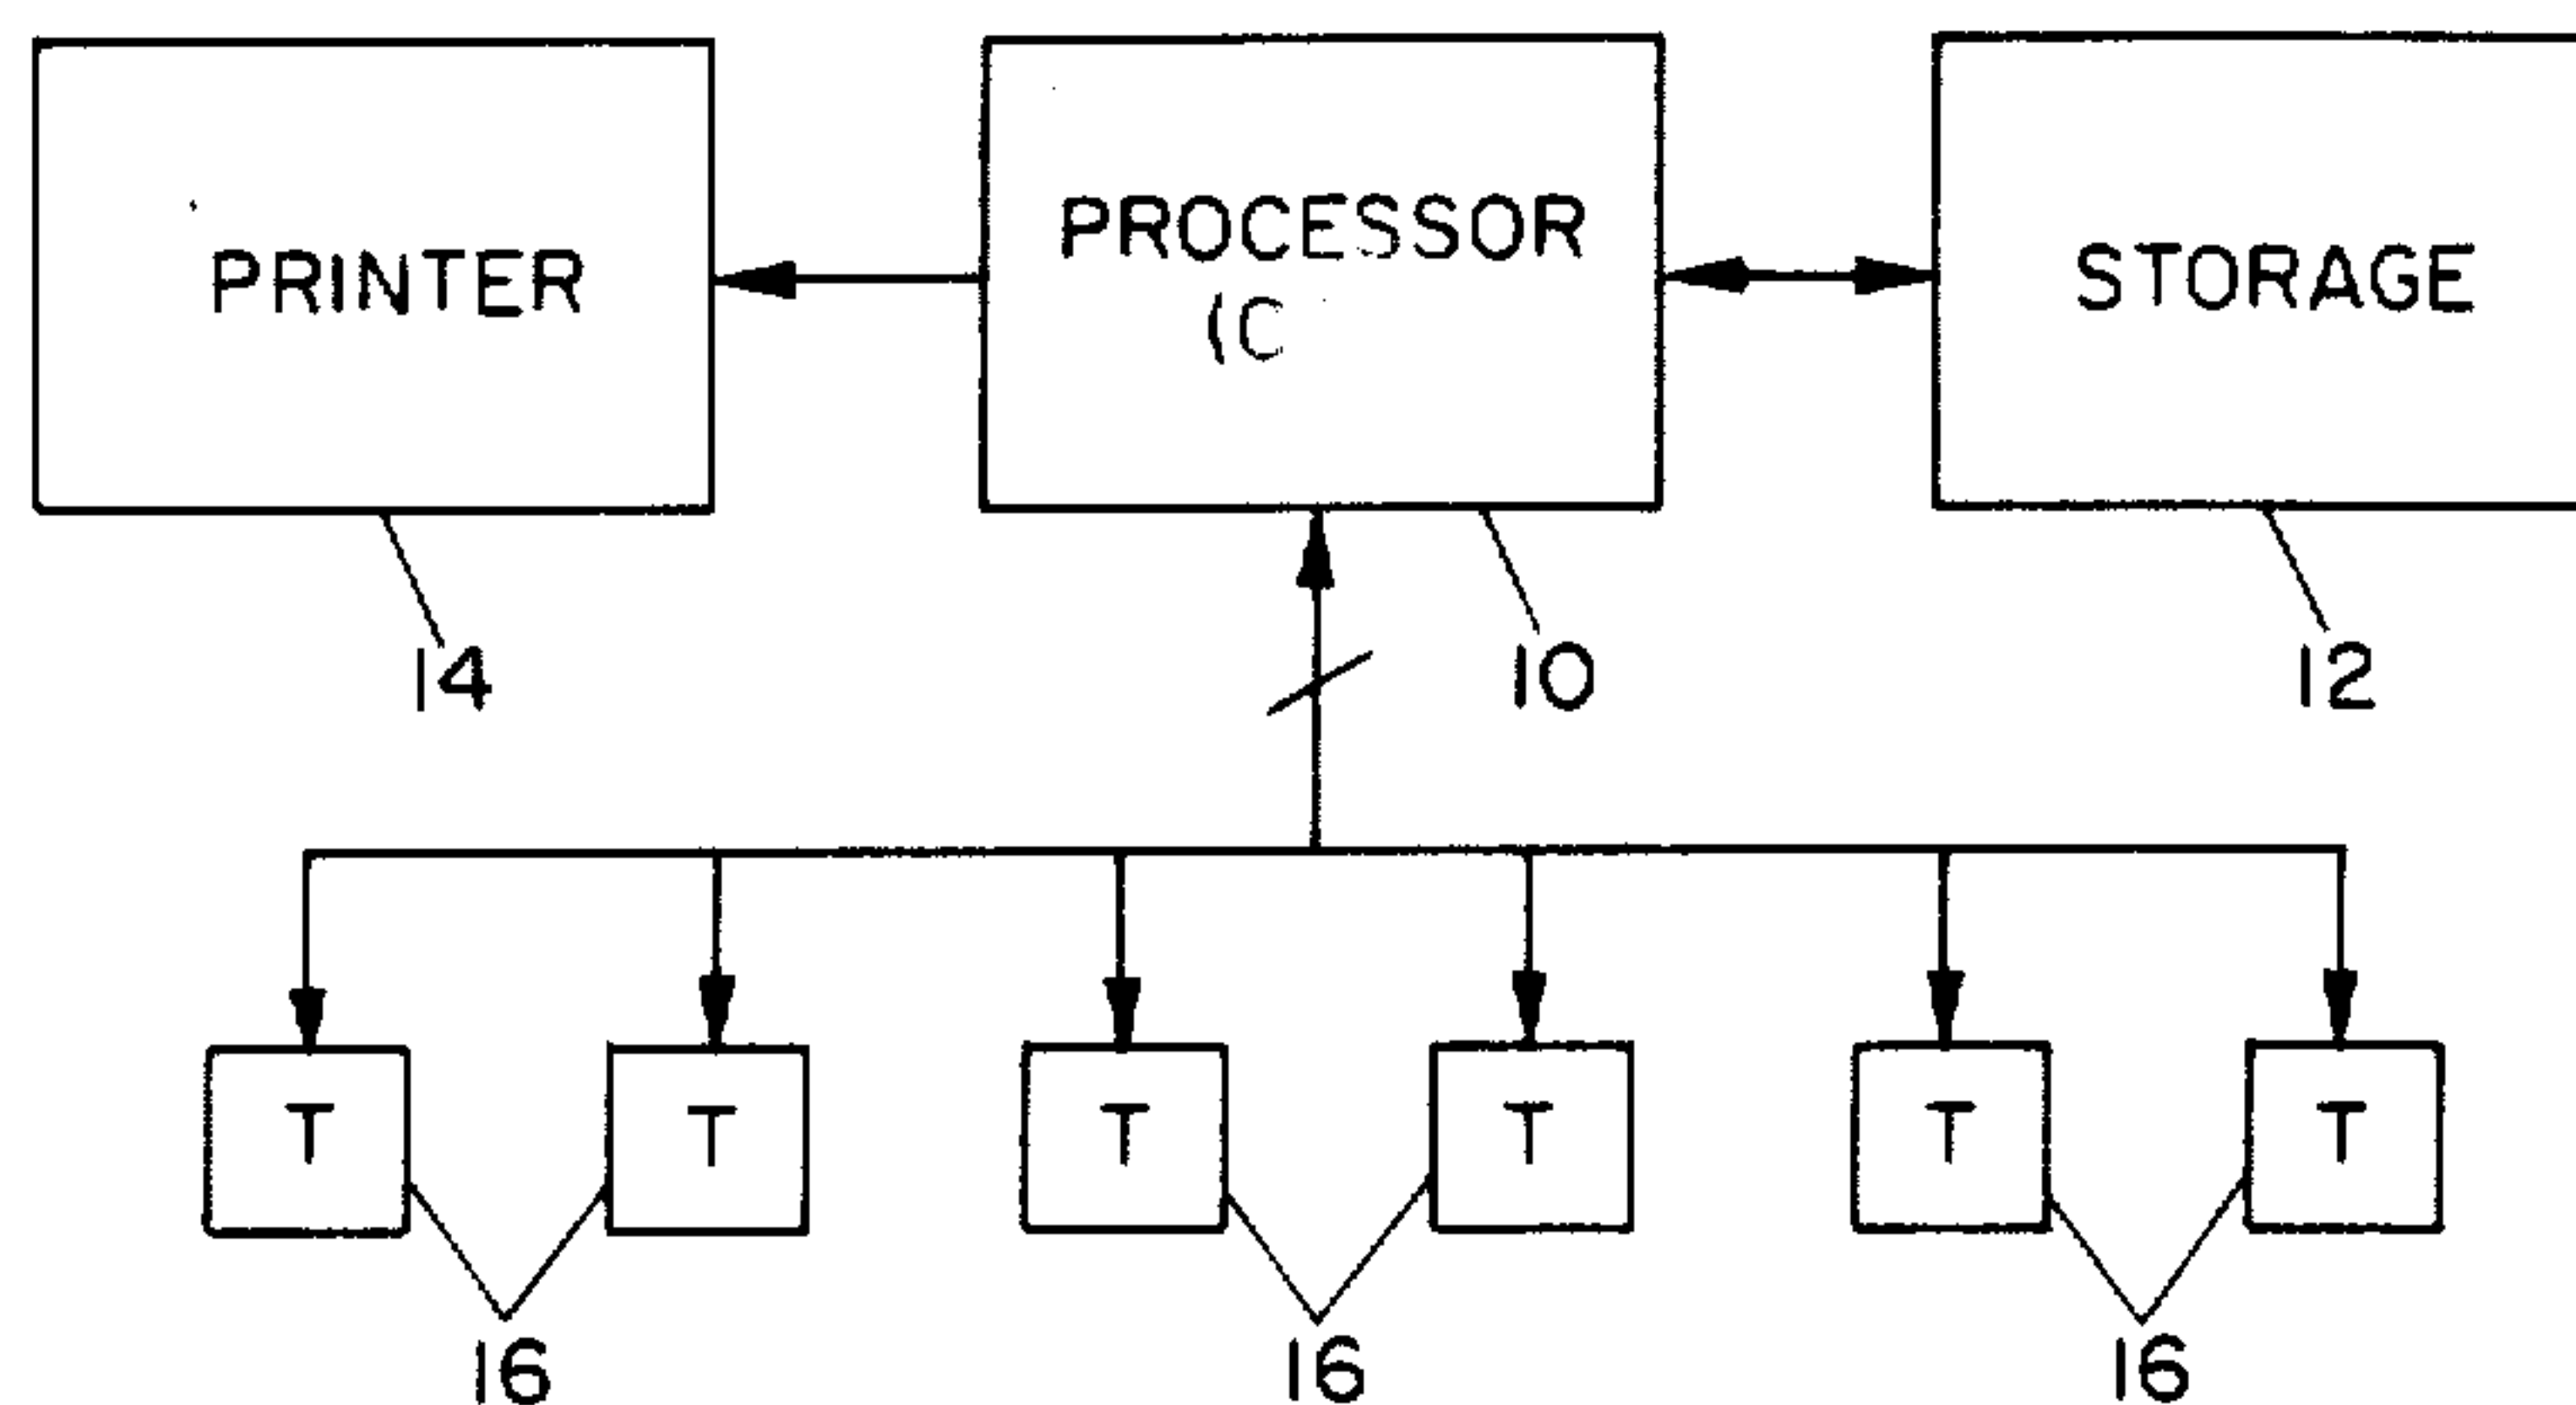 PRINTER
PROCESSOR
(C
STORAGE
14
10
12
T T T T T T
16 16 16